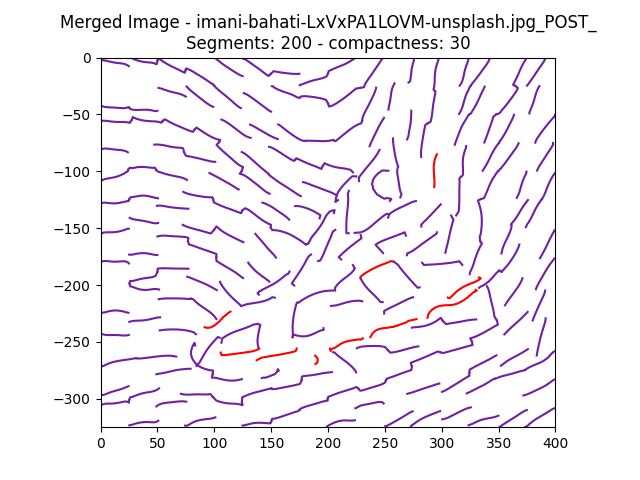 Merged Image - imani-bahati-LxVxPA1LOVM-unsplash.jpg_POST_
Segments: 200 - compactness: 30
0
−50
−100
−150
−200
−250
−300
0 50 100 150 200 250 300 350 400